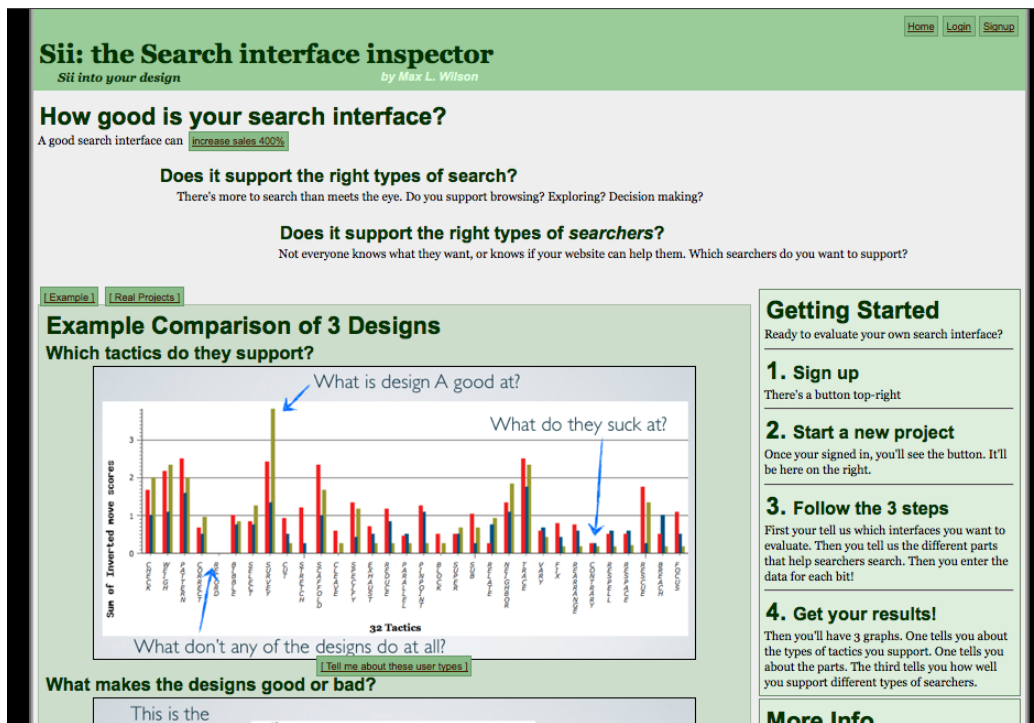 Home Login Signup
Sii: the Search interface inspector
Sii into your design
by Max L. Wilson
How good is your search interface?
A good search interface can increase sales 400%
Does it support the right types of search?
There's more to search than meets the eye. Do you support browsing? Exploring? Decision making?
Does it support the right types of searchers?
Not everyone knows what they want, or knows if your website can help them. Which searchers do you want to support?
[ Example ] [ Real Projects ]
Example Comparison of 3 Designs
Which tactics do they support?
What is design A good at?
What do they suck at?
Sum of Inverted move scores
3
2
1
0
CHECK
WEIGH
PATTERN
CORRECT
RECORD
BIBBLE
SELECT
SURVEY
CUT
STRETCH
SCAFFOLD
CLEAVE
SPECIFY
EXHAUST
REDUCE
PARALLEL
PINPOINT
BLOCK
SUPER
SUB
RELATE
NEIGHBOR
TRACE
VARY
FIX
REARRANGE
CONTRARY
RESPELL
RESPACE
RESCUE
BREACH
FOCUS
32 Tactics
What don't any of the designs do at all?
[ Tell me about these user types ]
What makes the designs good or bad?
This is the
Getting Started
Ready to evaluate your own search interface?
1. Sign up
There's a button top-right
2. Start a new project
Once your signed in, you'll see the button. It'll
be here on the right.
3. Follow the 3 steps
First your tell us which interfaces you want to
evaluate. Then you tell us the different parts
that help searchers search. Then you enter the
data for each bit!
4. Get your results!
Then you'll have 3 graphs. One tells you about
the types of tactics you support. One tells you
about the parts. The third tells you how well
you support different types of searchers.
More Info